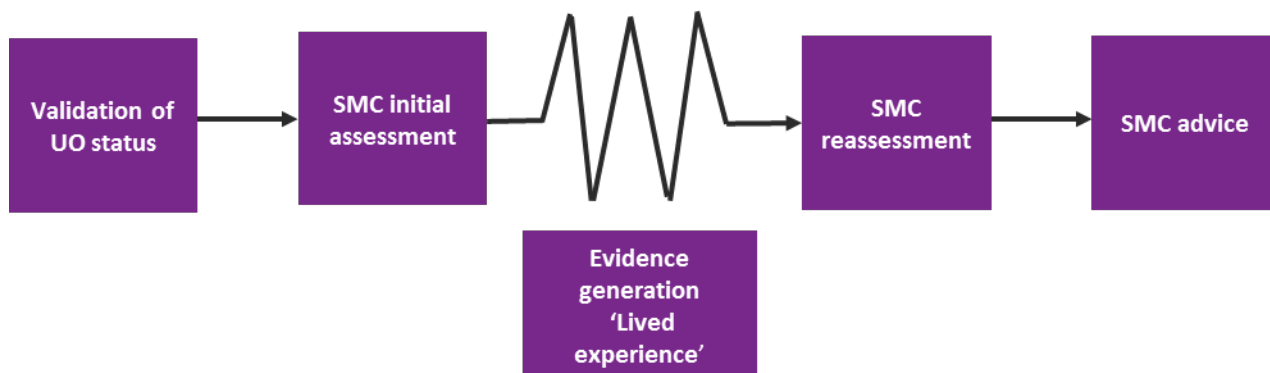 Validation of
UO status
SMC initial
assessment
Evidence
generation
‘Lived
experience’
SMC
reassessment
SMC advice